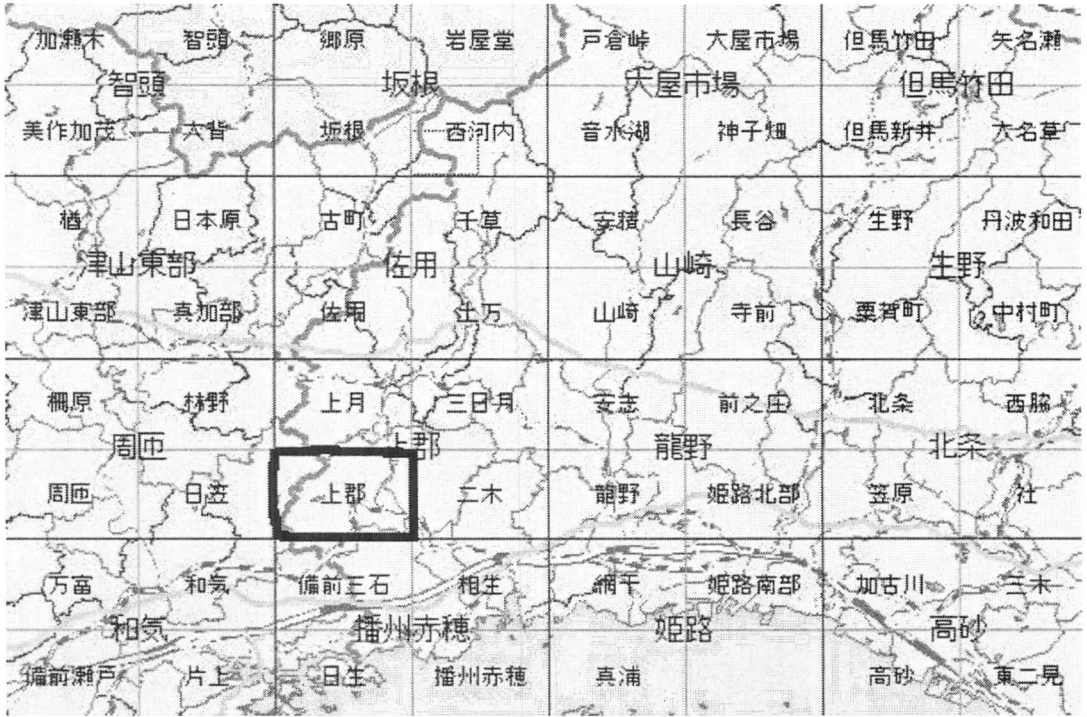 加瀬木 智頭 郷原 岩屋堂 戸倉峠 大屋市場 但馬竹田 矢名瀬
智頭 坂根 大屋市場 但馬竹田
美作加茂 大背 坂根 西河内 音水湖 神子畑 但馬新井 大名草
楢 日本原 古町 千草 安積 長谷 生野 丹波和田
津山東部 佐用 山崎 生野
津山東部 真加部 佐用 土万 山崎 寺前 粟賀町 中村町
棚原 林野 上月 三日月 安志 前之庄 北条 西脇
周匝 上郡 龍野 北条
周匝 日笠 上郡 二木 龍野 姫路北部 笠原 社
万富 和気 備前三石 相生 網干 姫路南部 加古川 三木
和気 播州赤穂 姫路 高砂
備前瀬戸 片上 日生 播州赤穂 真浦 高砂 東二見